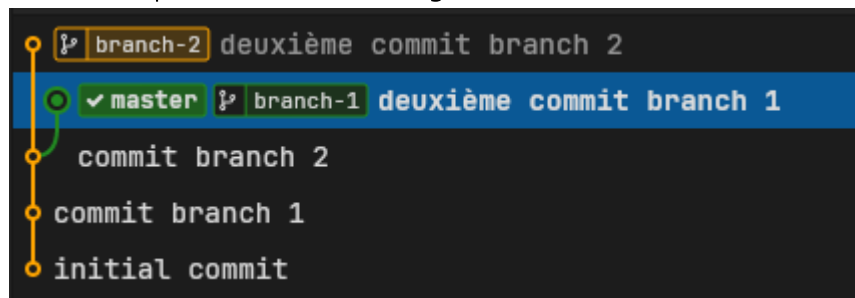 branch-2 deuxième commit branch 2
master branch-1 deuxième commit branch 1
commit branch 2
commit branch 1
initial commit